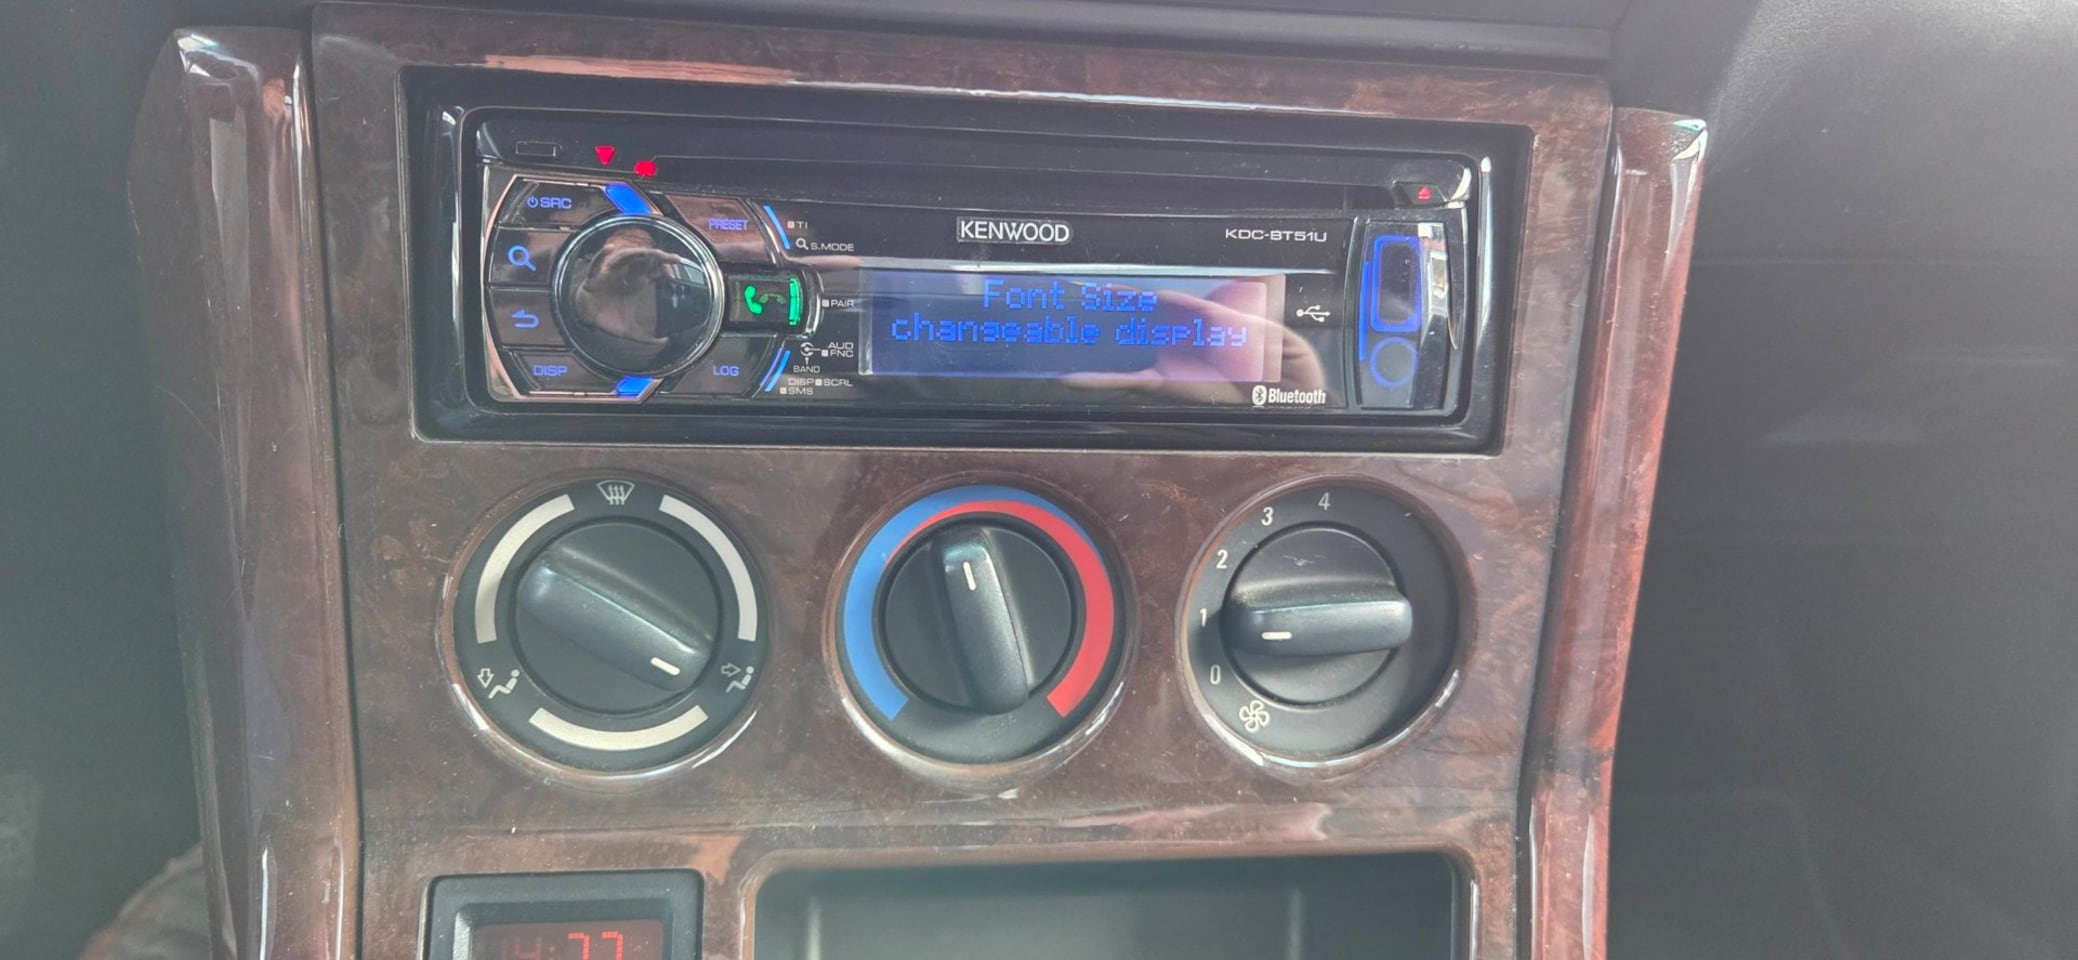 SRC
PRESET
TI
S.MODE
KENWOOD
KDC-BT51U
Font Size
changeable display
PAIR
AUD
FNC
BAND
DISP
LOG
DISP SCRL
SMS
Bluetooth
4
3
2
1
0